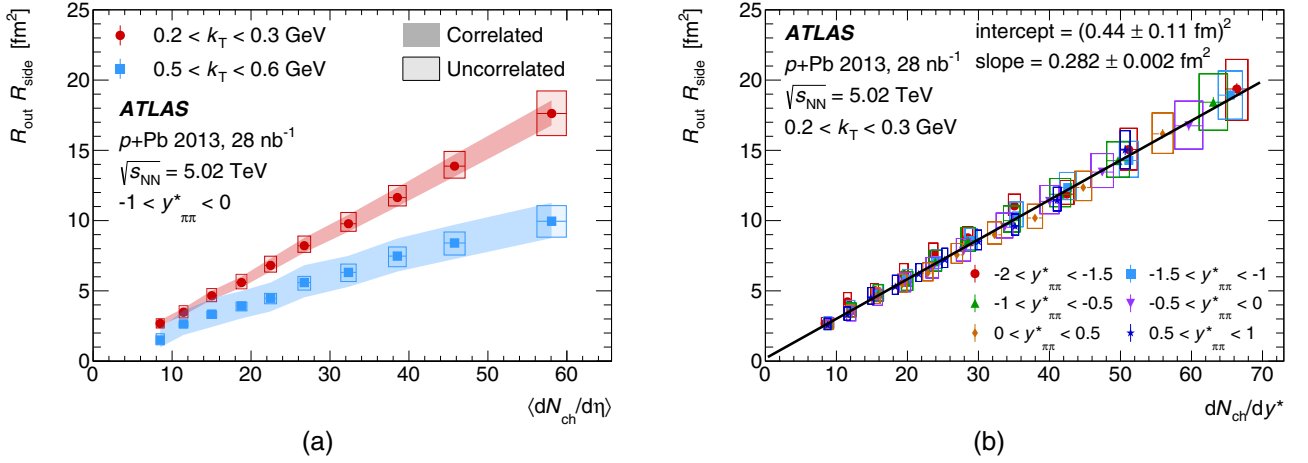 R_out R_side [fm²]
25
20
15
10
5
0
0.2 < k_T < 0.3 GeV
0.5 < k_T < 0.6 GeV
Correlated
Uncorrelated
ATLAS
p+Pb 2013, 28 nb⁻¹
√s_NN = 5.02 TeV
-1 < y*_ππ < 0
0 10 20 30 40 50 60
⟨dN_ch/dη⟩
(a)
R_out R_side [fm²]
25
20
15
10
5
0
ATLAS
p+Pb 2013, 28 nb⁻¹
√s_NN = 5.02 TeV
0.2 < k_T < 0.3 GeV
intercept = (0.44 ± 0.11 fm)²
slope = 0.282 ± 0.002 fm²
-2 < y*_ππ < -1.5
-1.5 < y*_ππ < -1
-1 < y*_ππ < -0.5
-0.5 < y*_ππ < 0
0 < y*_ππ < 0.5
0.5 < y*_ππ < 1
0 10 20 30 40 50 60 70
dN_ch/dy*
(b)